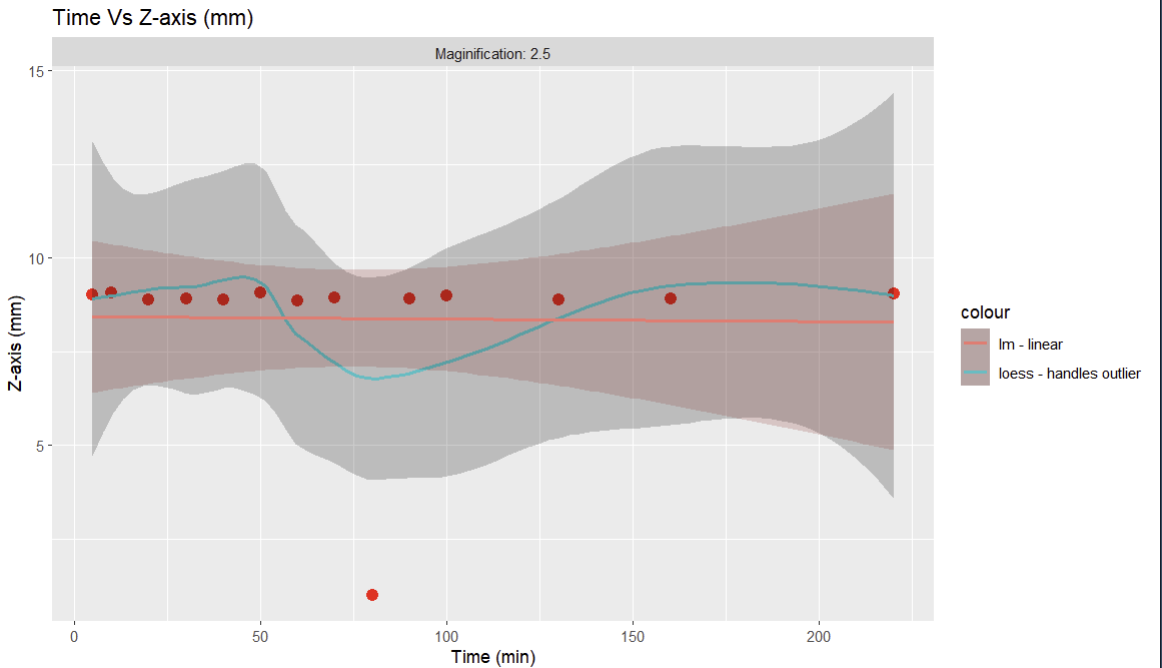 Time Vs Z-axis (mm)
Maginification: 2.5
15
10
5
Z-axis (mm)
0 50 100 150 200
Time (min)
colour
lm - linear
loess - handles outlier